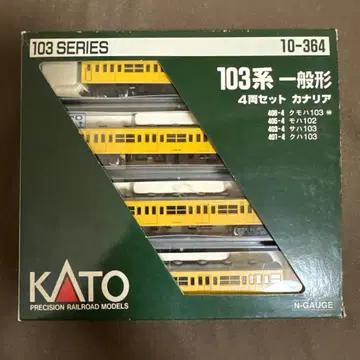 103 SERIES
10-364
103系 一般形
4両セット カナリア
406-4 クモハ103 Ⓜ
405-4 モハ102
403-4 サハ103
401-4 クハ103
KATO
PRECISION RAILROAD MODELS
N-GAUGE